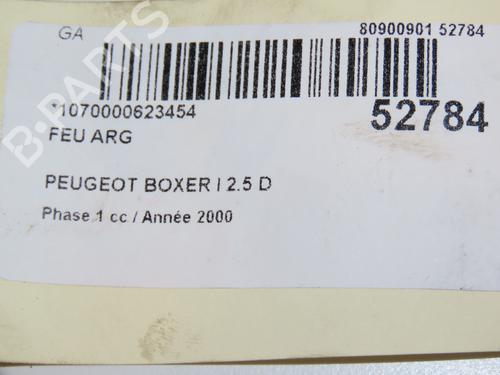 GA 80900901 52784
*1070000623454 52784
FEU ARG
PEUGEOT BOXER I 2.5 D
Phase 1 cc / Année 2000
B-PARTS